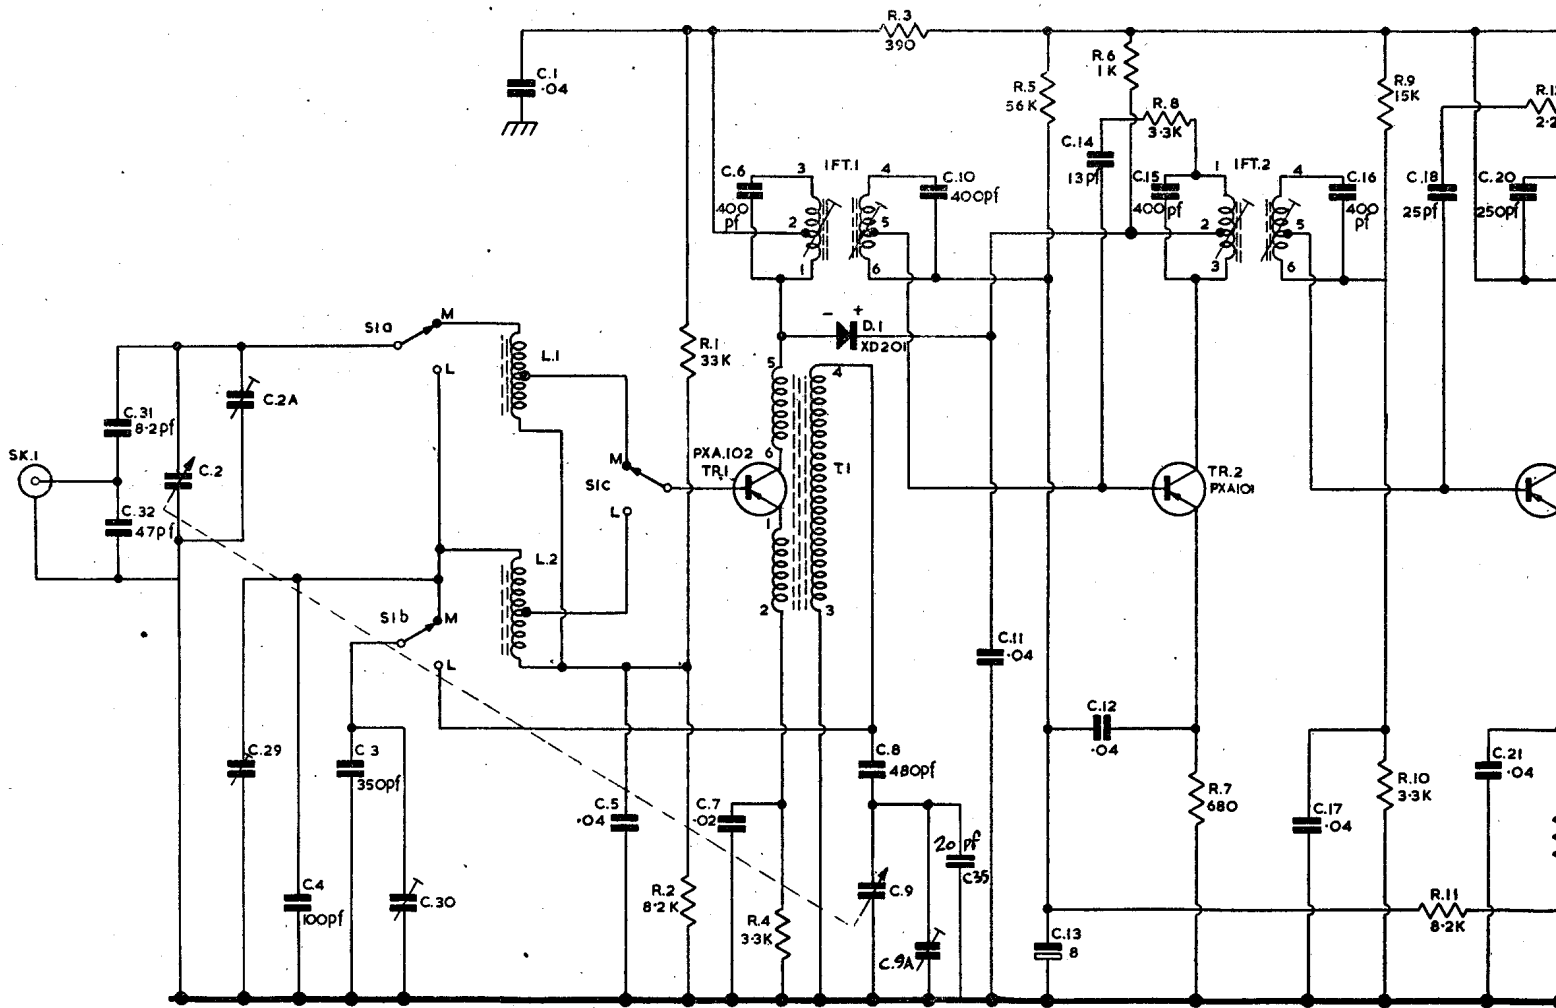 R.3
390
C.1
.04
R.6
1K
R.5
56K
R.8
3.3K
R.9
15K
R.1
2.2
C.14
13pf
C.6
400
pf
3
1FT.1
4
C.10
400pf
2
5
1
6
C.15
400pf
1
1FT.2
4
C.16
400
pf
2
5
3
6
C.18
25pf
C.20
250pf
S1a
M
L
L.1
R.1
33K
-
+
D.1
XD201
5
4
C.31
8.2pf
C.2A
SK.1
C.2
C.32
47pf
PXA.102
TR.1
6
T.1
M
S1c
L
1
2
3
TR.2
PXA101
L.2
S1b
M
L
C.11
.04
C.12
.04
C.29
C.3
350pf
C.5
.04
C.7
.02
C.8
480pf
R.7
680
C.17
.04
R.10
3.3K
C.21
.04
20 pf
C35
C.4
100pf
C.30
R.2
8.2K
R.4
3.3K
C.9
C.9A
C.13
8
R.11
8.2K